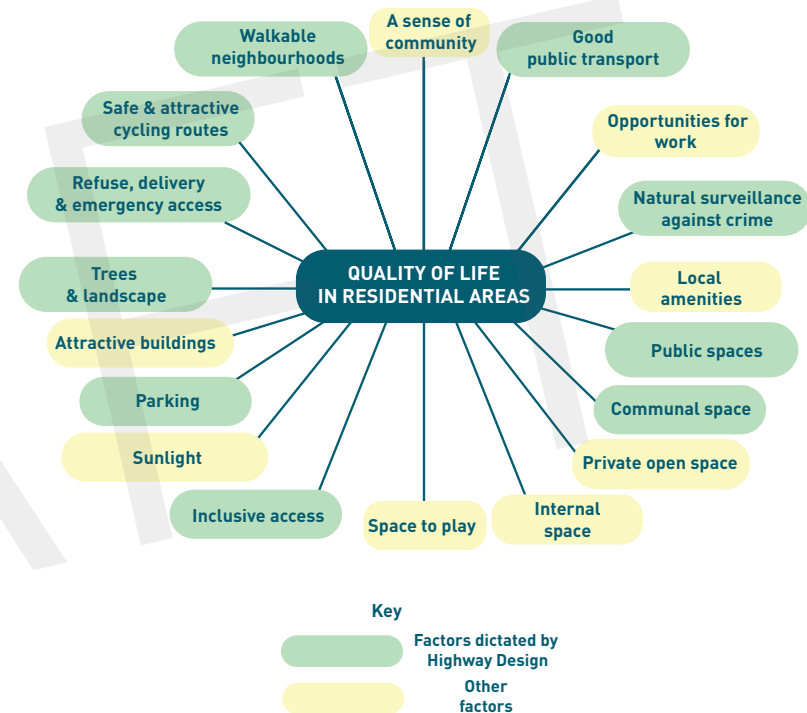 A sense of
community
Walkable
neighbourhoods
Good
public transport
Safe & attractive
cycling routes
Opportunities for
work
Refuse, delivery
& emergency access
Natural surveillance
against crime
QUALITY OF LIFE
IN RESIDENTIAL AREAS
Trees
& landscape
Local
amenities
Attractive buildings
Public spaces
Parking
Communal space
Sunlight
Private open space
Inclusive access
Space to play
Internal
space
Key
Factors dictated by
Highway Design
Other
factors